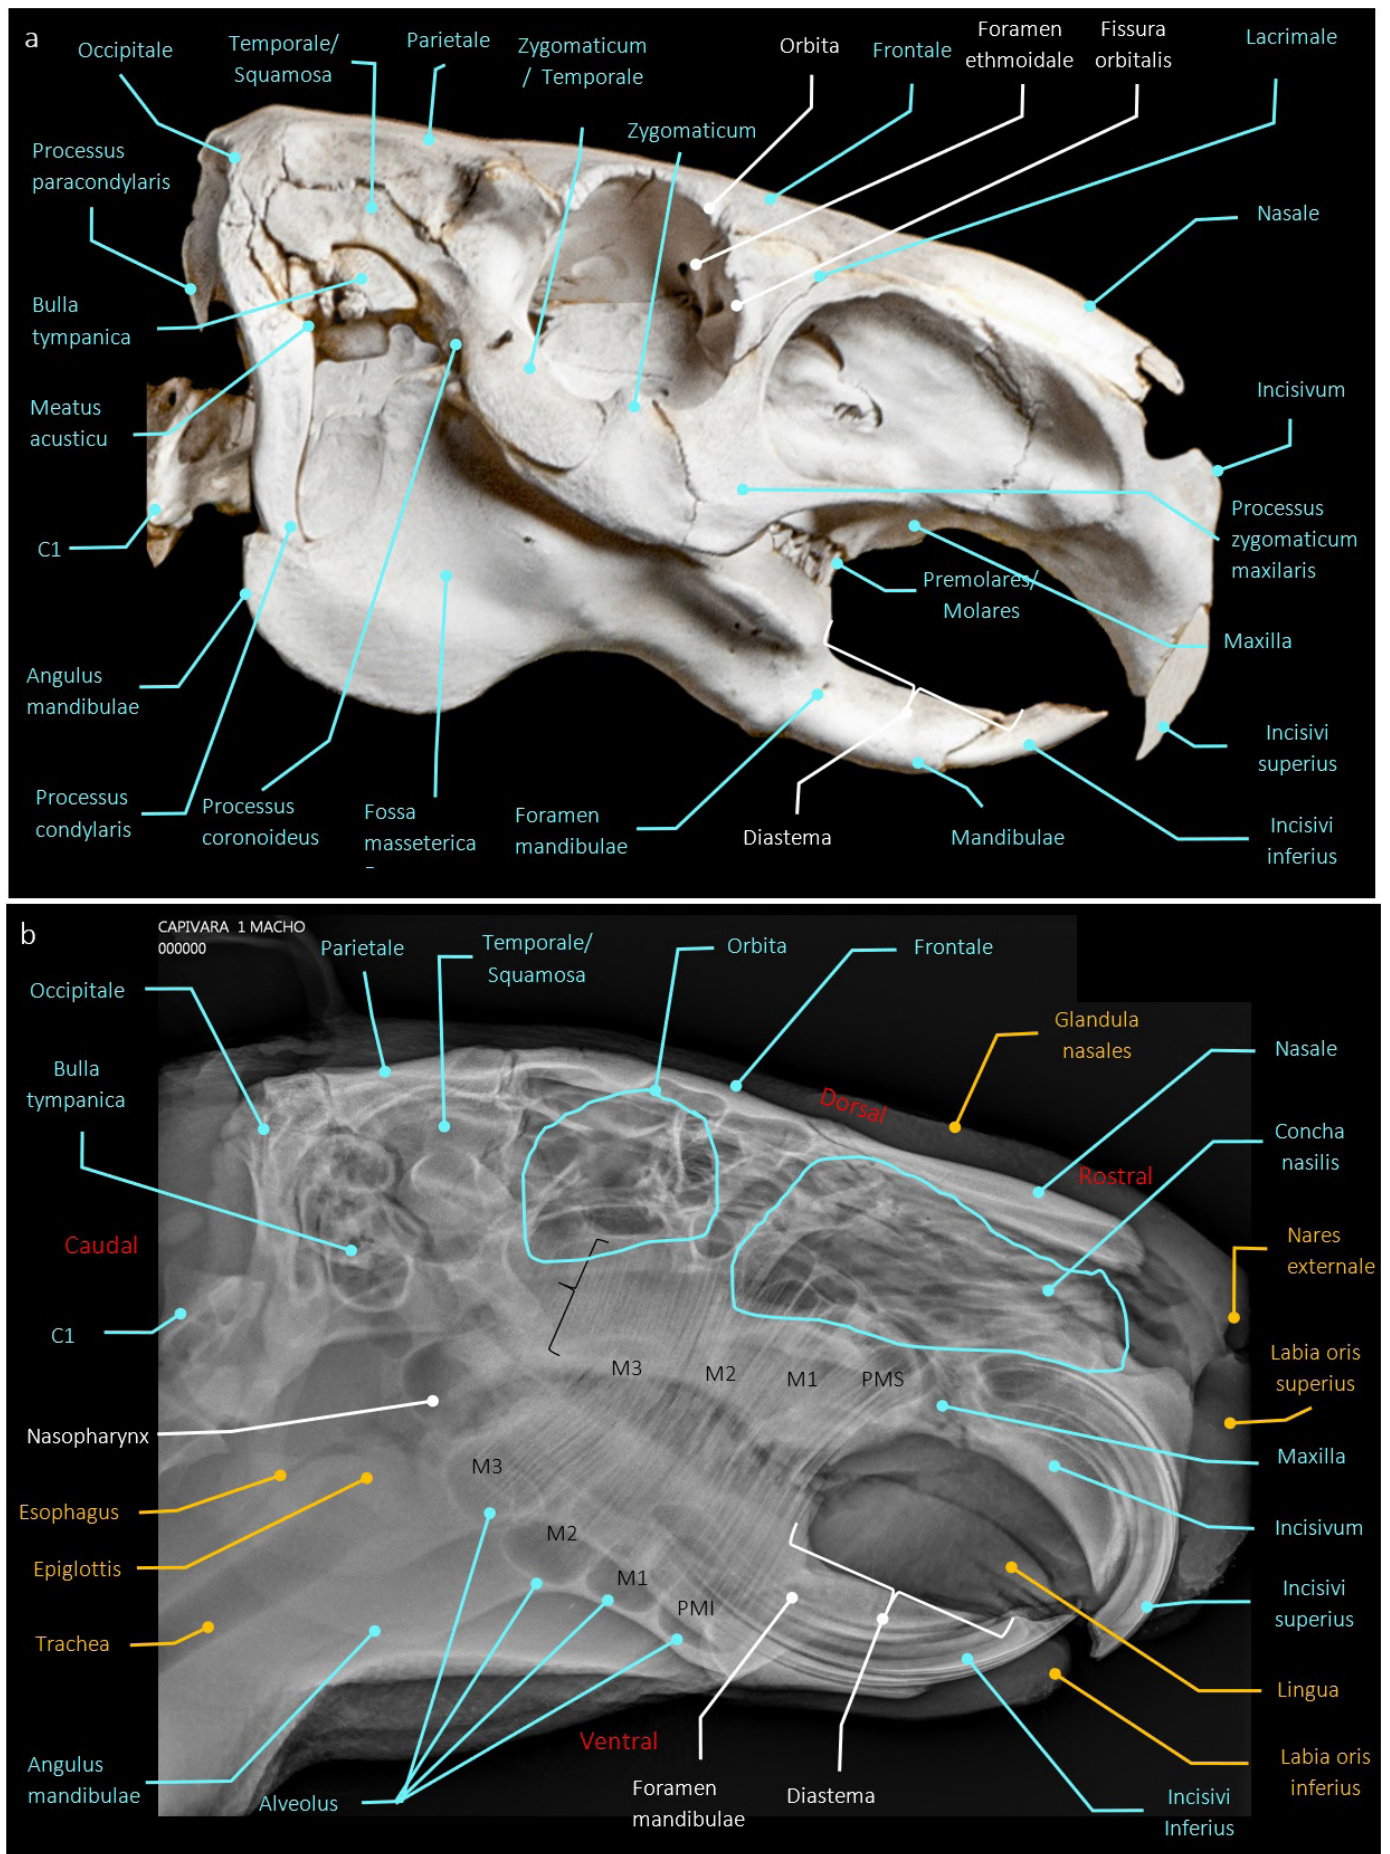 a
Occipitale
Temporale/
Squamosa
Parietale
Zygomaticum
/ Temporale
Zygomaticum
Orbita
Frontale
Foramen
ethmoidale
Fissura
orbitalis
Lacrimale
Processus
paracondylaris
Nasale
Bulla
tympanica
Incisivum
Meatus
acusticu
C1
Processus
zygomaticum
maxilaris
Premolares/
Molares
Maxilla
Angulus
mandibulae
Incisivi
superius
Processus
condylaris
Processus
coronoideus
Fossa
masseterica
–
Foramen
mandibulae
Diastema
Mandibulae
Incisivi
inferius
b
CAPIVARA 1 MACHO
000000
Parietale
Temporale/
Squamosa
Orbita
Frontale
Occipitale
Glandula
nasales
Nasale
Bulla
tympanica
Dorsal
Concha
nasilis
Rostral
Caudal
Nares
externale
C1
Labia oris
superius
M3
M2
M1
PMS
Nasopharynx
Maxilla
M3
Esophagus
Incisivum
M2
Epiglottis
M1
PMI
Incisivi
superius
Trachea
Lingua
Ventral
Angulus
mandibulae
Alveolus
Foramen
mandibulae
Diastema
Incisivi
Inferius
Labia oris
inferius